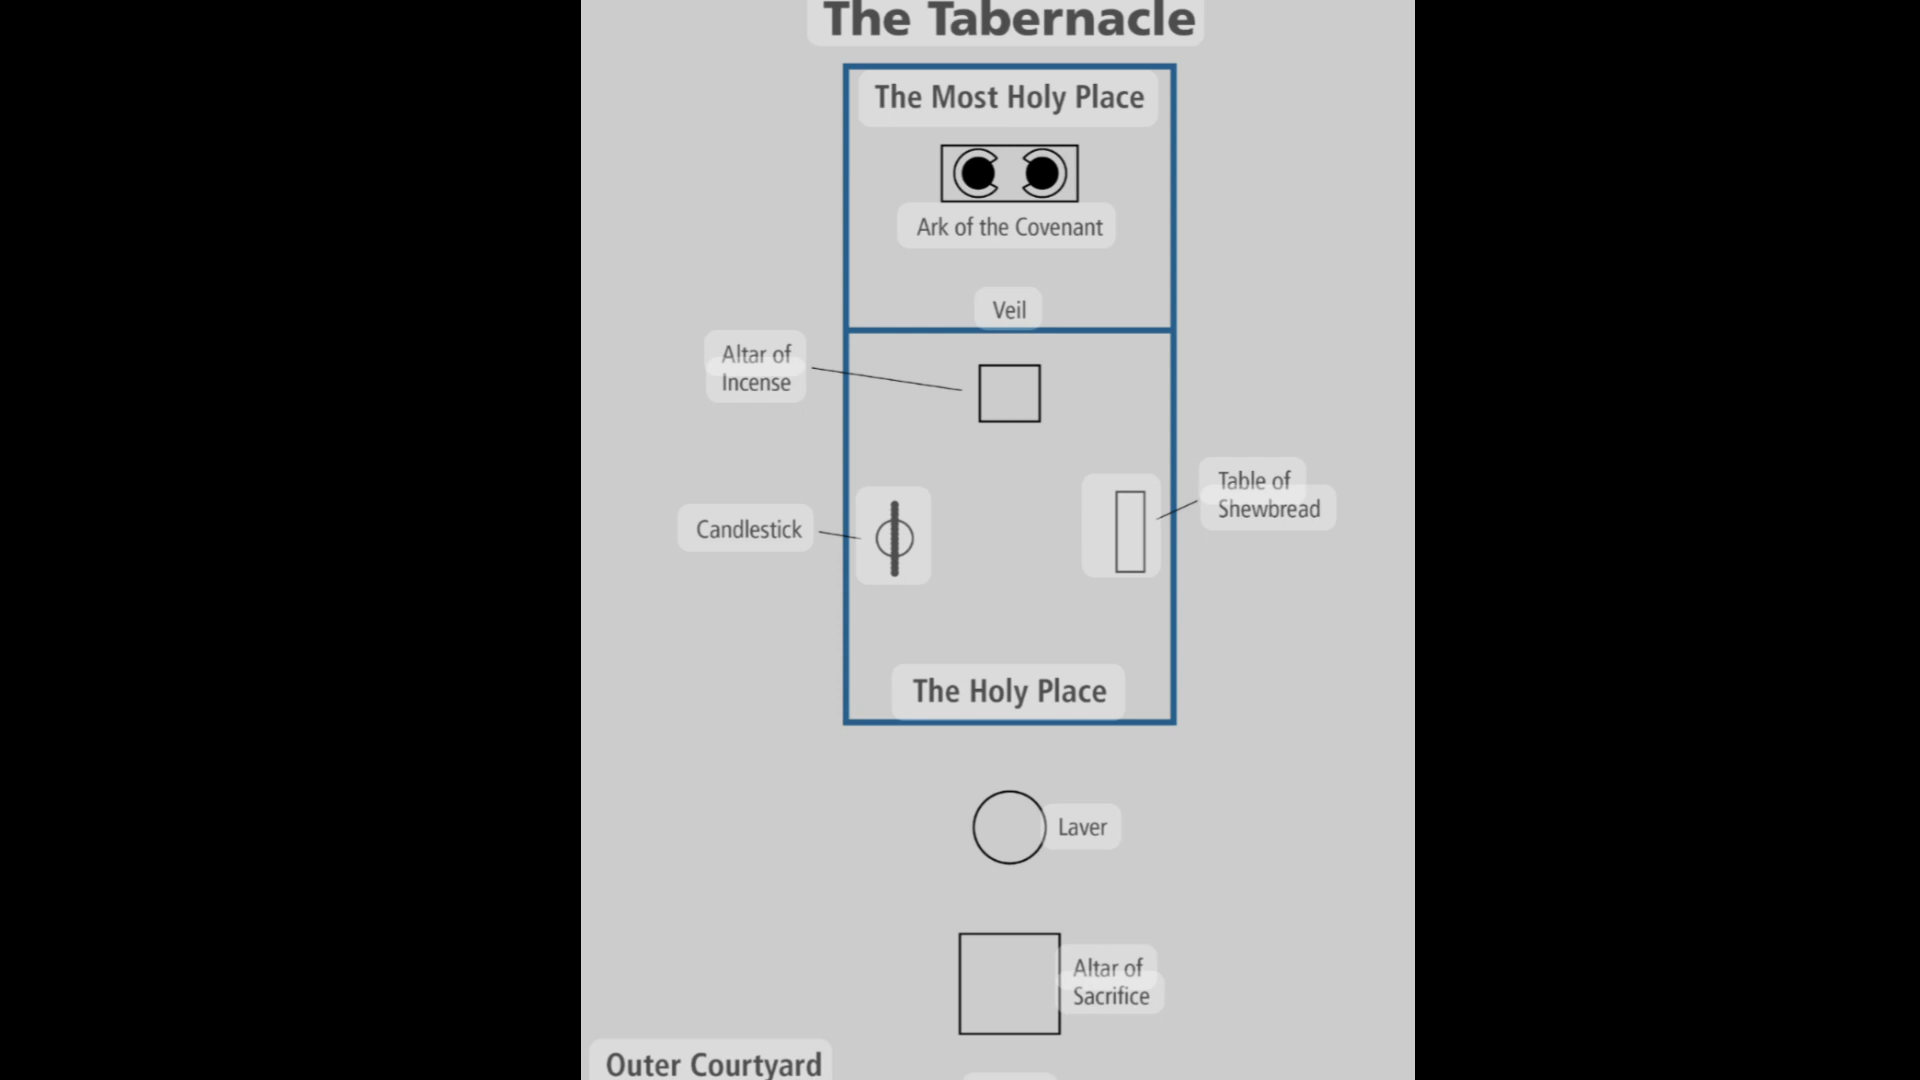 The Tabernacle
The Most Holy Place
Ark of the Covenant
Veil
Altar of
Incense
Table of
Shewbread
Candlestick
The Holy Place
Laver
Altar of
Sacrifice
Outer Courtyard